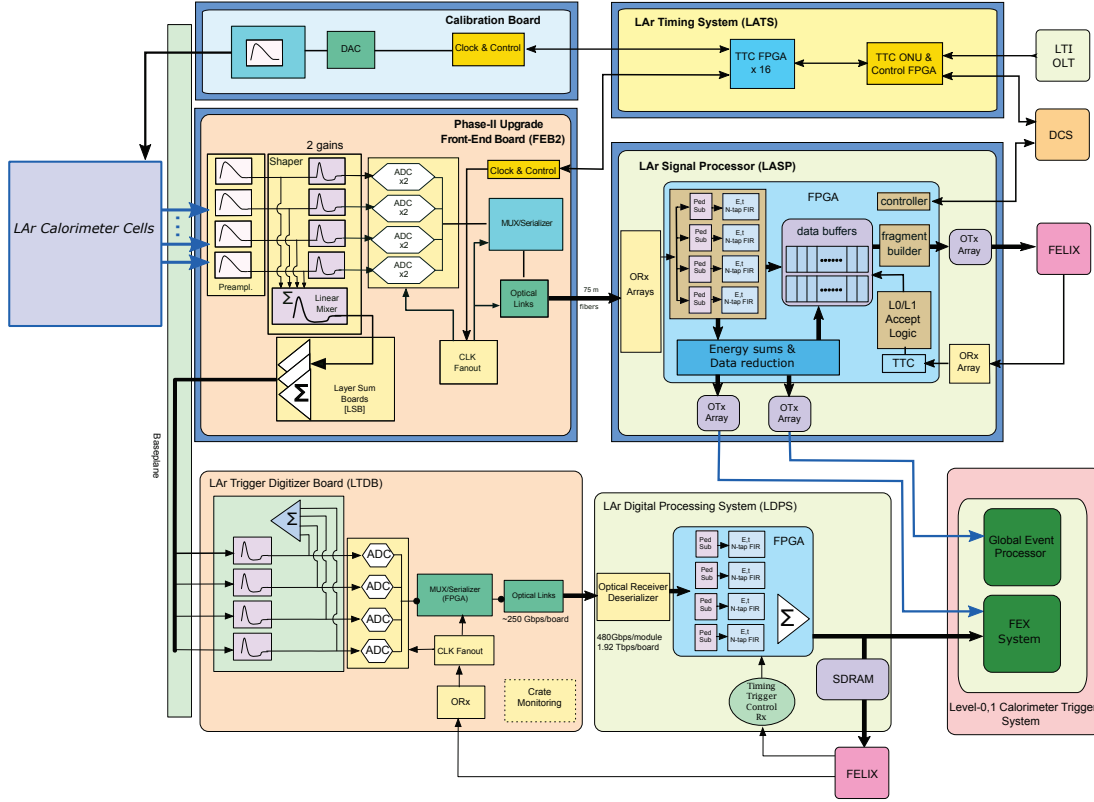 Calibration Board
DAC
Clock & Control
LAr Timing System (LATS)
TTC FPGA
x 16
TTC ONU &
Control FPGA
LTI
OLT
DCS
Phase-II Upgrade
Front-End Board (FEB2)
2 gains
Shaper
ADC
x2
ADC
x2
ADC
x2
ADC
x2
Clock & Control
MUX/Serializer
Optical
Links
CLK
Fanout
Preampl.
Σ
Linear
Mixer
Σ
Layer Sum
Boards
[LSB]
LAr Calorimeter Cells
Baseplane
75 m
fibers
LAr Signal Processor (LASP)
FPGA
ORx
Arrays
Ped
Sub
E,t
N-tap FIR
Ped
Sub
E,t
N-tap FIR
Ped
Sub
E,t
N-tap FIR
Ped
Sub
E,t
N-tap FIR
data buffers
controller
fragment
builder
L0/L1
Accept
Logic
TTC
OTx
Array
FELIX
ORx
Array
Energy sums &
Data reduction
OTx
Array
OTx
Array
LAr Trigger Digitizer Board (LTDB)
Σ
ADC
ADC
ADC
ADC
MUX/Serializer
(FPGA)
Optical Links
~250 Gbps/board
CLK Fanout
ORx
Crate
Monitoring
LAr Digital Processing System (LDPS)
FPGA
Optical Receiver
Deserializer
480Gbps/module
1.92 Tbps/board
Ped
Sub
E,t
N-tap FIR
Ped
Sub
E,t
N-tap FIR
Ped
Sub
E,t
N-tap FIR
Ped
Sub
E,t
N-tap FIR
Σ
Timing
Trigger
Control
Rx
SDRAM
FELIX
Global Event
Processor
FEX
System
Level-0,1 Calorimeter Trigger
System